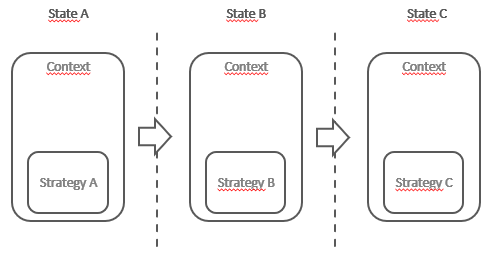 State A
State B
State C
Context
Context
Context
Strategy A
Strategy B
Strategy C